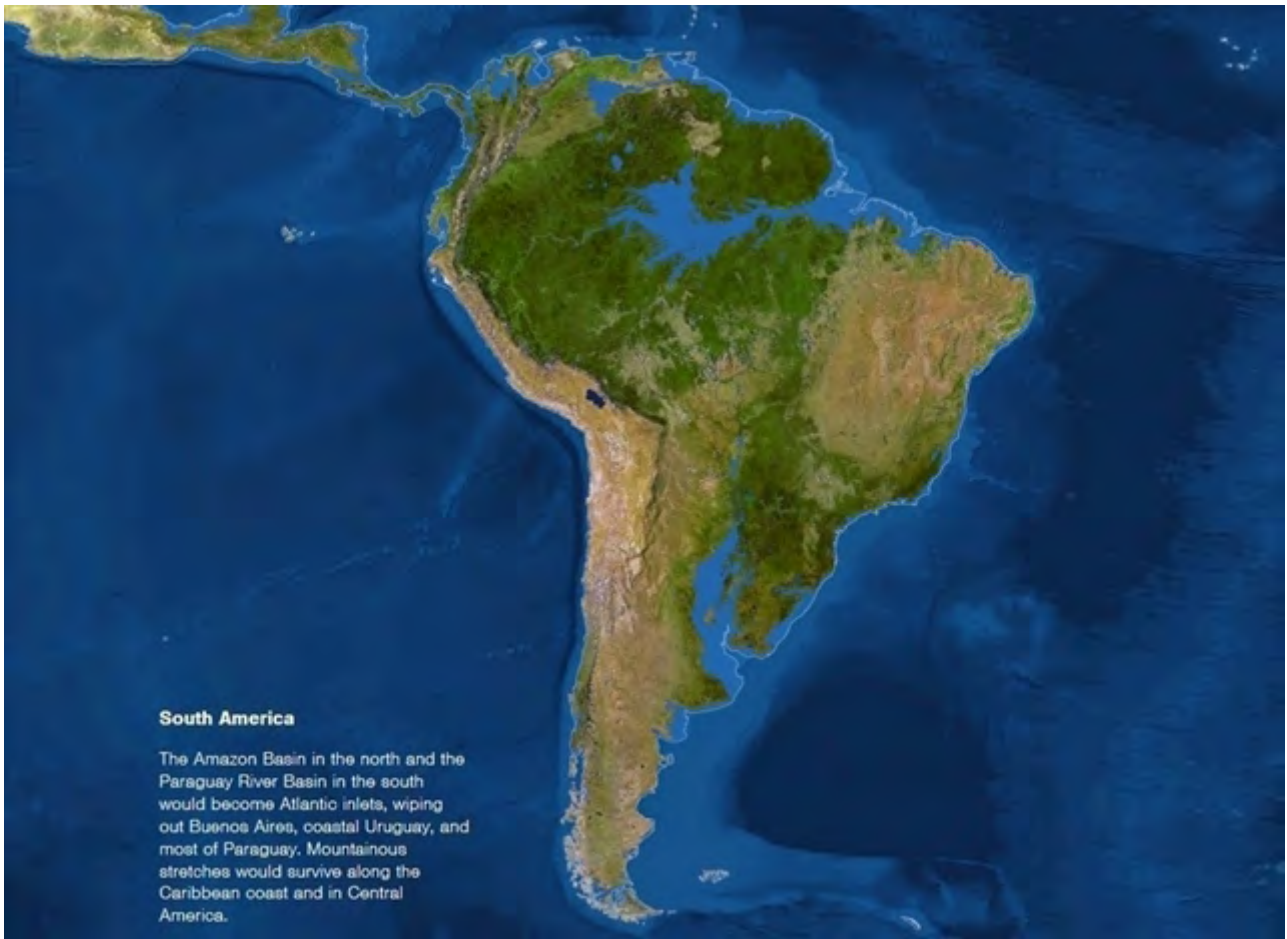 South America
The Amazon Basin in the north and the
Paraguay River Basin in the south
would become Atlantic inlets, wiping
out Buenos Aires, coastal Uruguay, and
most of Paraguay. Mountainous
stretches would survive along the
Caribbean coast and in Central
America.